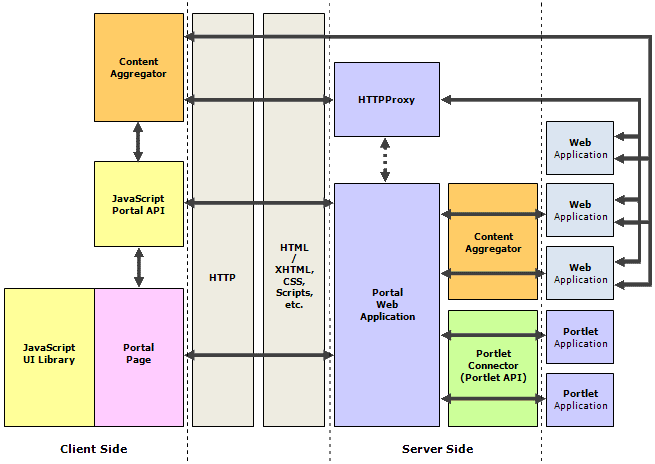 Content
Aggregator
HTTPProxy
Web
Application
JavaScript
Portal API
Web
Application
Content
Aggregator
HTTP
HTML
/
XHTML,
CSS,
Scripts,
etc.
Portal
Web
Application
Web
Application
JavaScript
UI Library
Portal
Page
Portlet
Connector
(Portlet API)
Portlet
Application
Portlet
Application
Client Side
Server Side